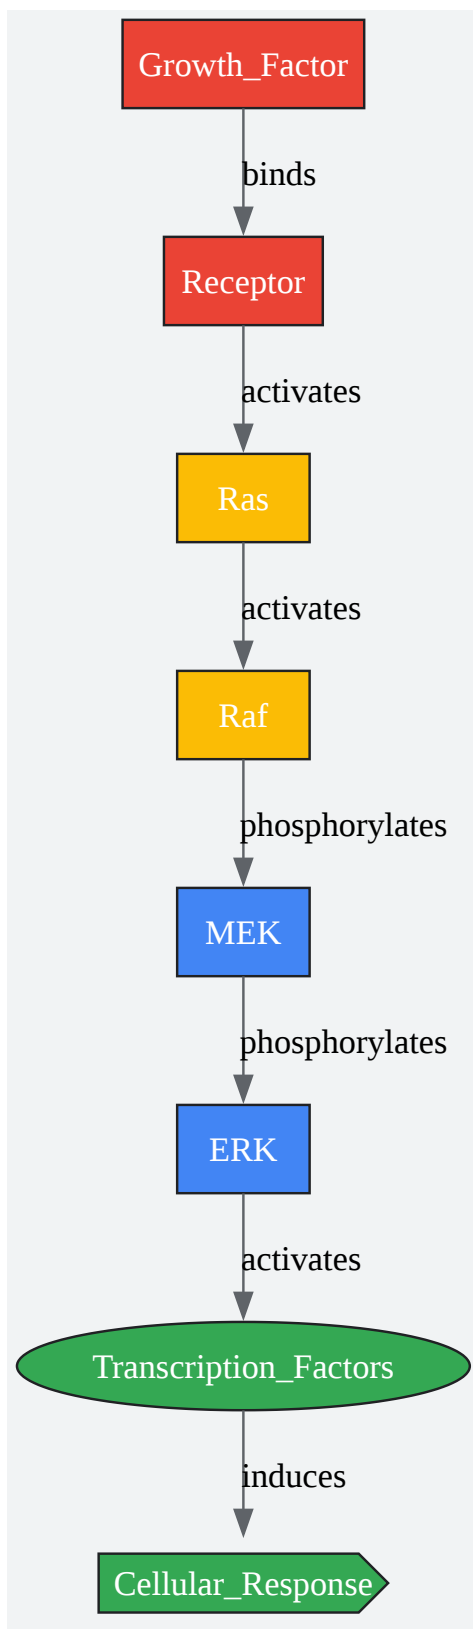 Growth_Factor
binds
Receptor
activates
Ras
activates
Raf
phosphorylates
MEK
phosphorylates
ERK
activates
Transcription_Factors
induces
Cellular_Response